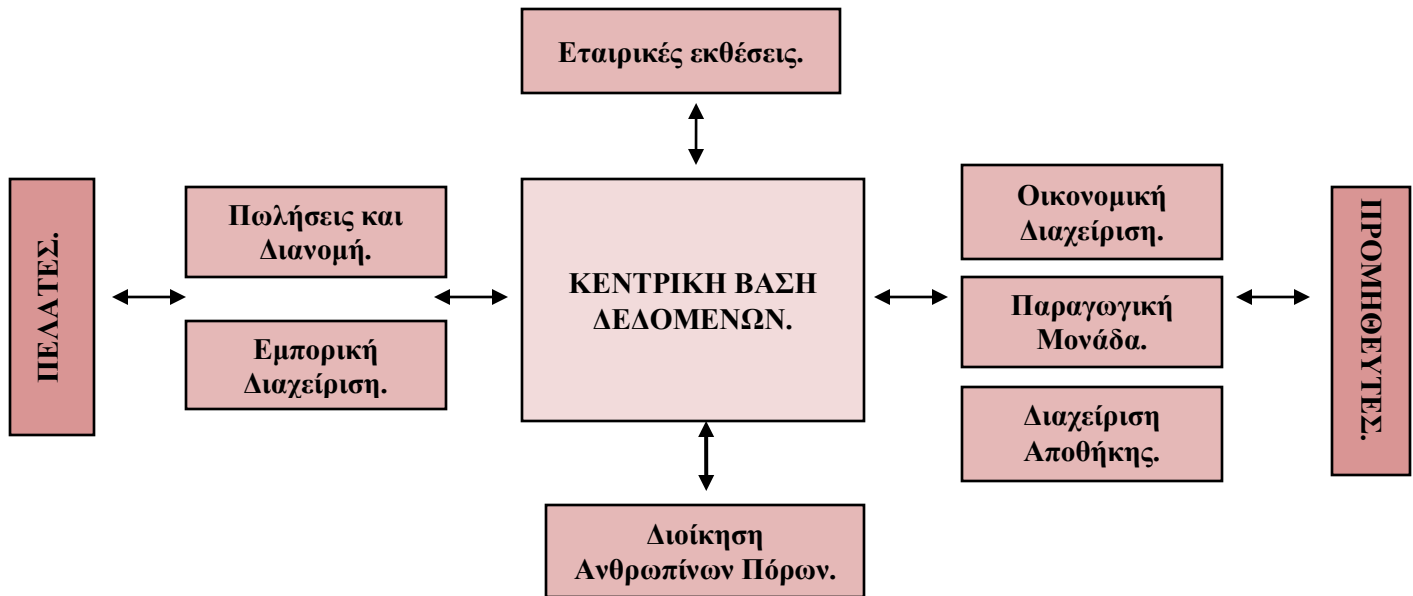 Εταιρικές εκθέσεις.
ΠΕΛΑΤΕΣ.
Πωλήσεις και
Διανομή.
Εμπορική
Διαχείριση.
ΚΕΝΤΡΙΚΗ ΒΑΣΗ
ΔΕΔΟΜΕΝΩΝ.
Οικονομική
Διαχείριση.
Παραγωγική
Μονάδα.
Διαχείριση
Αποθήκης.
ΠΡΟΜΗΘΕΥΤΕΣ.
Διοίκηση
Ανθρωπίνων Πόρων.